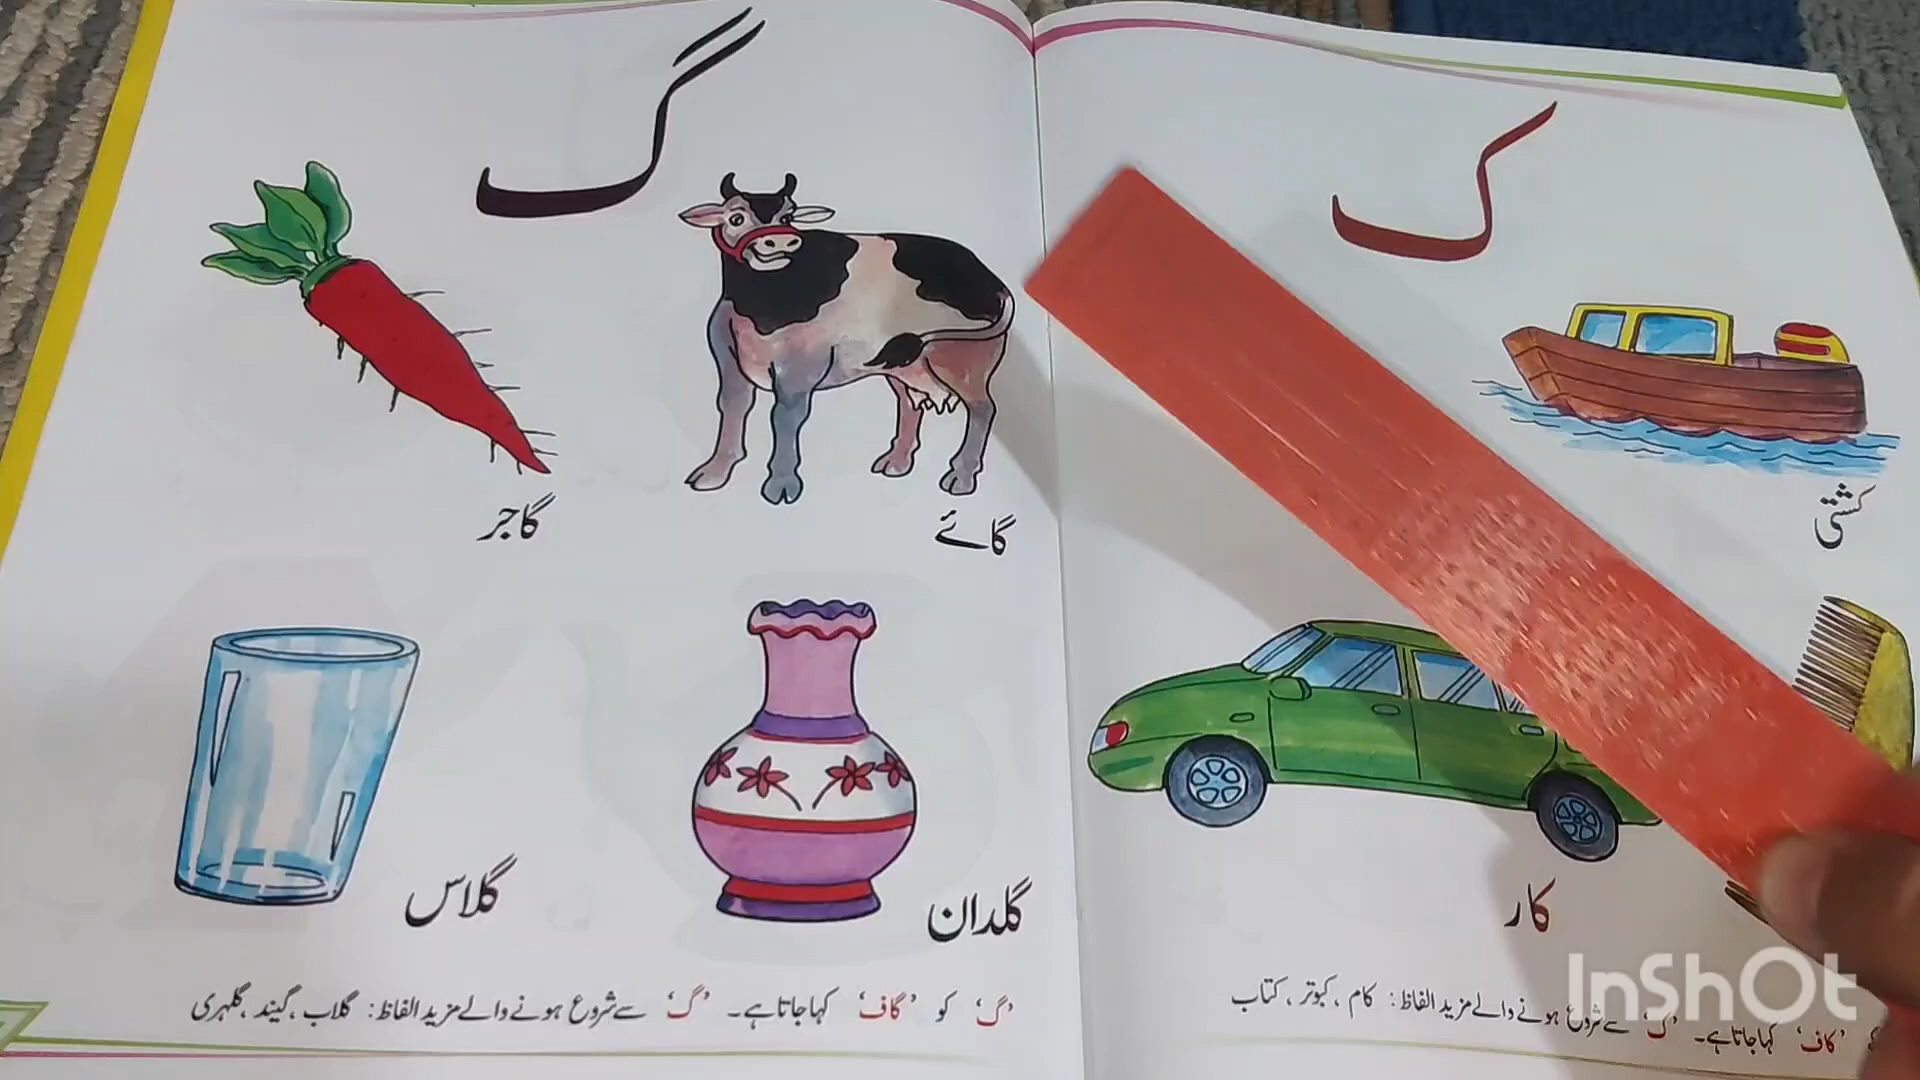 ک
کشتی
کار
کو 'کاف' کہا جاتا ہے۔ 'ک' سے شروع ہونے والے مزید الفاظ: کام، کبوتر، کتاب
گ
گائے
گاجر
گلدان
گلاس
'گ' کو 'گاف' کہا جاتا ہے۔ 'گ' سے شروع ہونے والے مزید الفاظ: گلاب، گیند، گلہری
InShOt